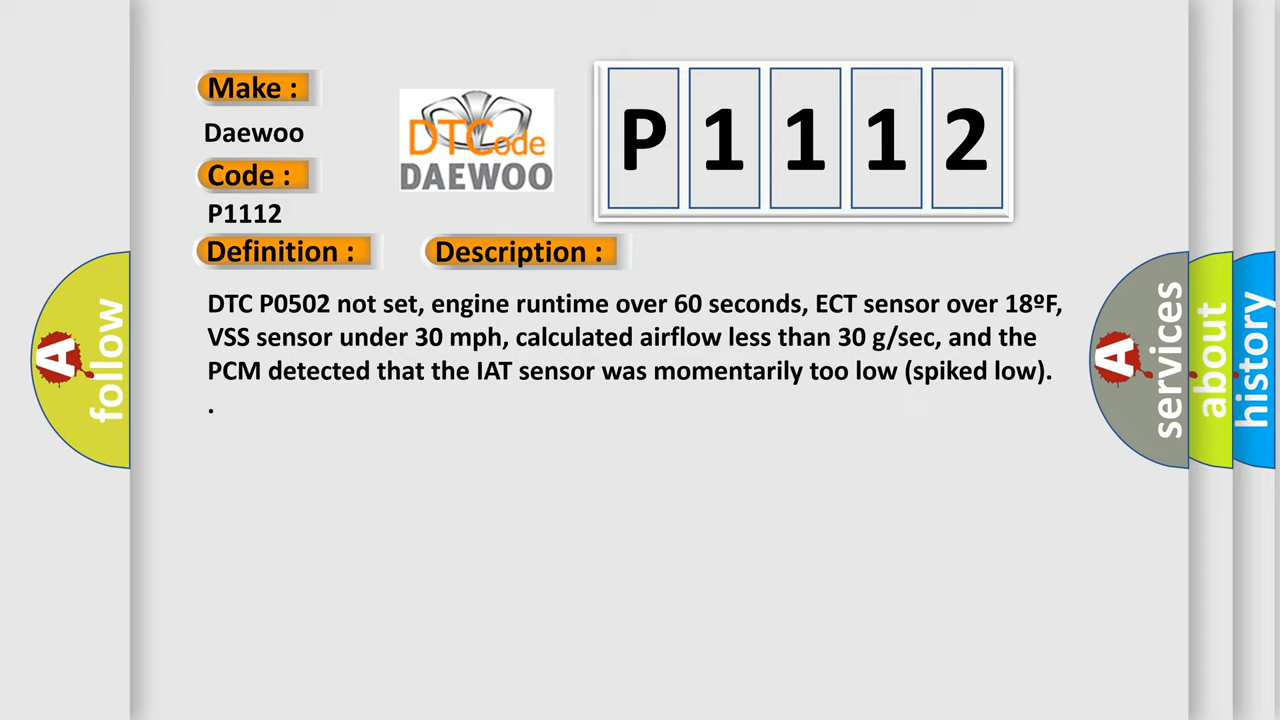 Make :
Daewoo
Code :
P1112
DTCode
DAEWOO
P 1 1 1 2
Definition :
Description :
DTC P0502 not set, engine runtime over 60 seconds, ECT sensor over 18ºF,
VSS sensor under 30 mph, calculated airflow less than 30 g/sec, and the
PCM detected that the IAT sensor was momentarily too low (spiked low).
.
A follow
A services
about
history